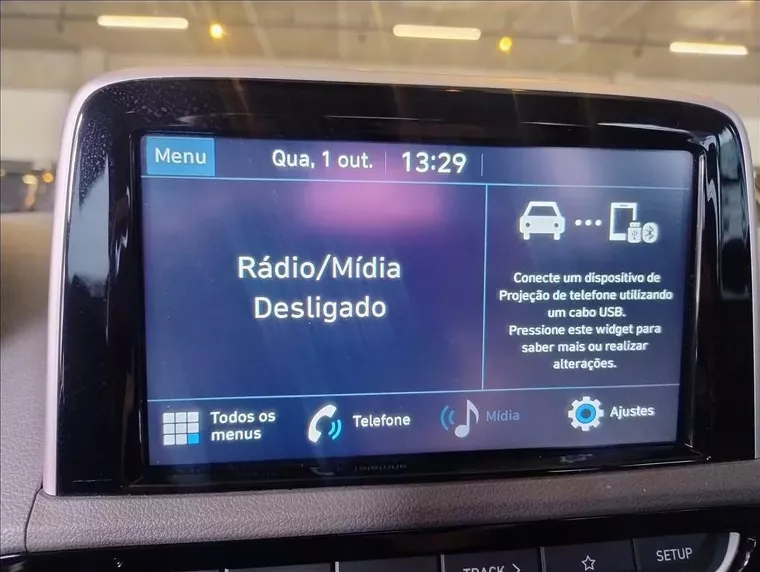 Menu
Qua, 1 out.
13:29
Rádio/Mídia
Desligado
Conecte um dispositivo de
Projeção de telefone utilizando
um cabo USB.
Pressione este widget para
saber mais ou realizar
alterações.
Todos os
menus
Telefone
Mídia
Ajustes
TRACK >
SETUP